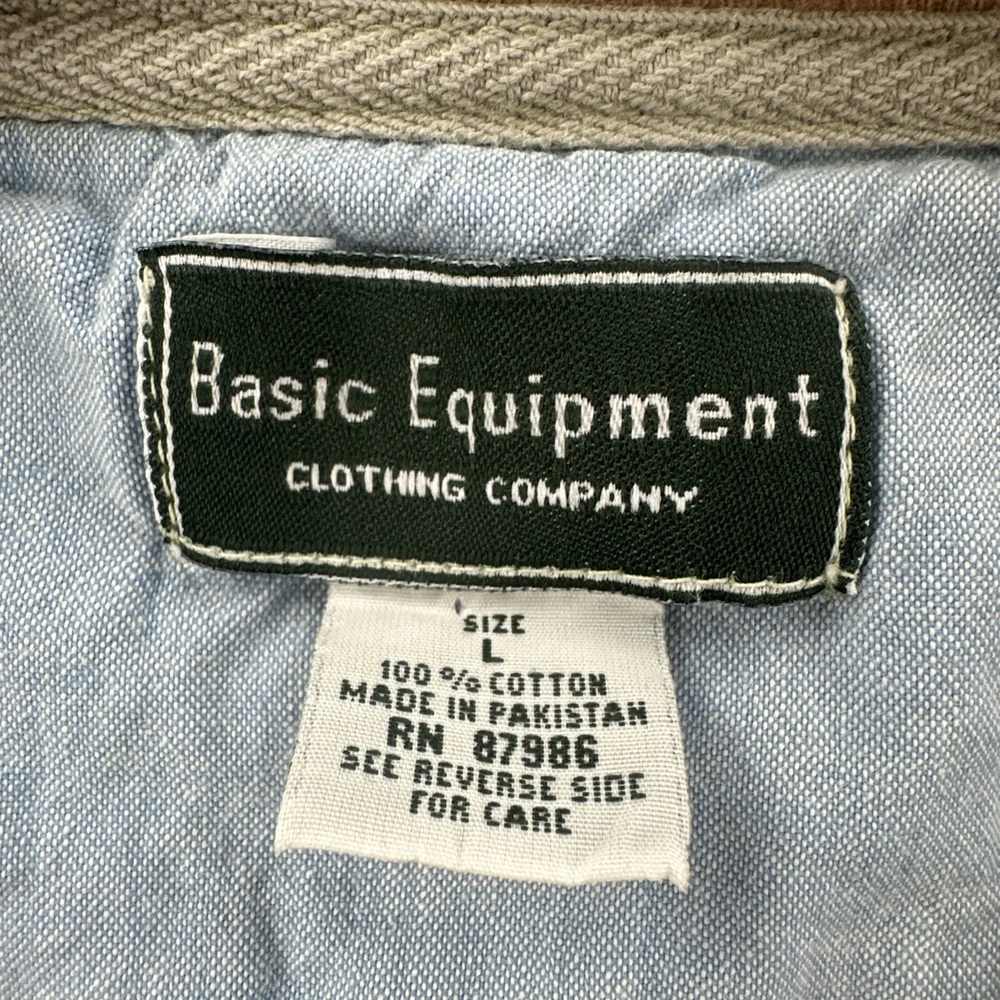 Basic Equipment
CLOTHING COMPANY
SIZE
L
100 % COTTON
MADE IN PAKISTAN
RN 87986
SEE REVERSE SIDE
FOR CARE